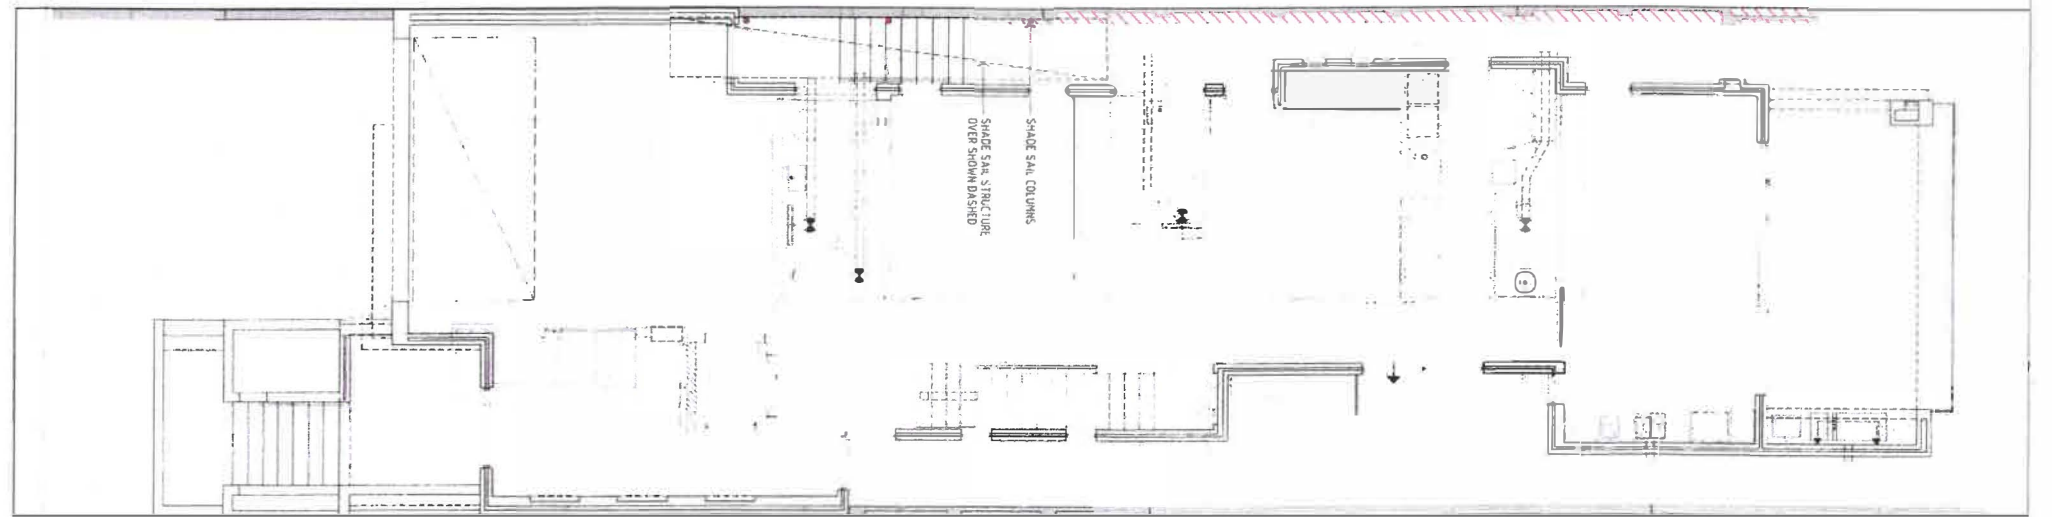 SHADE SAIL COLUMNS
SHADE SAIL STRUCTURE
OVER SHOWN DASHED